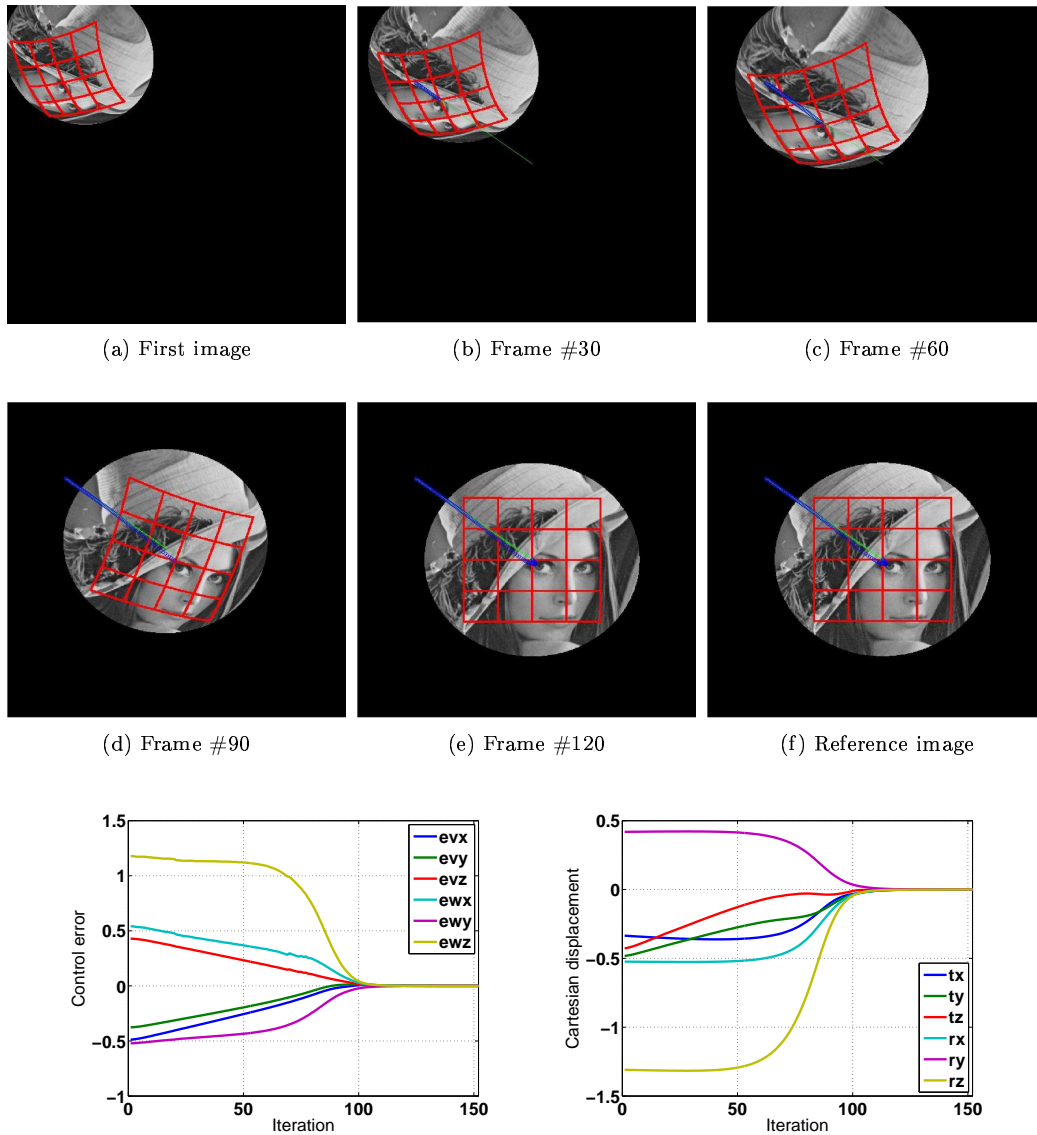 (a) First image
(b) Frame #30
(c) Frame #60
(d) Frame #90
(e) Frame #120
(f) Reference image
1.5
1
0.5
0
−0.5
−1
0
50
100
150
Control error
Iteration
evx
evy
evz
ewx
ewy
ewz
0.5
0
−0.5
−1
−1.5
0
50
100
150
Cartesian displacement
Iteration
tx
ty
tz
rx
ry
rz